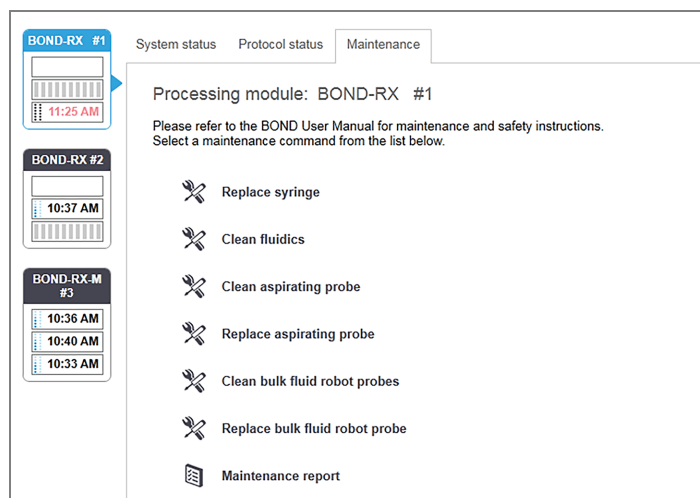 BOND-RX #1
11:25 AM
BOND-RX #2
10:37 AM
BOND-RX-M
#3
10:36 AM
10:40 AM
10:33 AM
System status Protocol status Maintenance
Processing module: BOND-RX #1
Please refer to the BOND User Manual for maintenance and safety instructions.
Select a maintenance command from the list below.
Replace syringe
Clean fluidics
Clean aspirating probe
Replace aspirating probe
Clean bulk fluid robot probes
Replace bulk fluid robot probe
Maintenance report